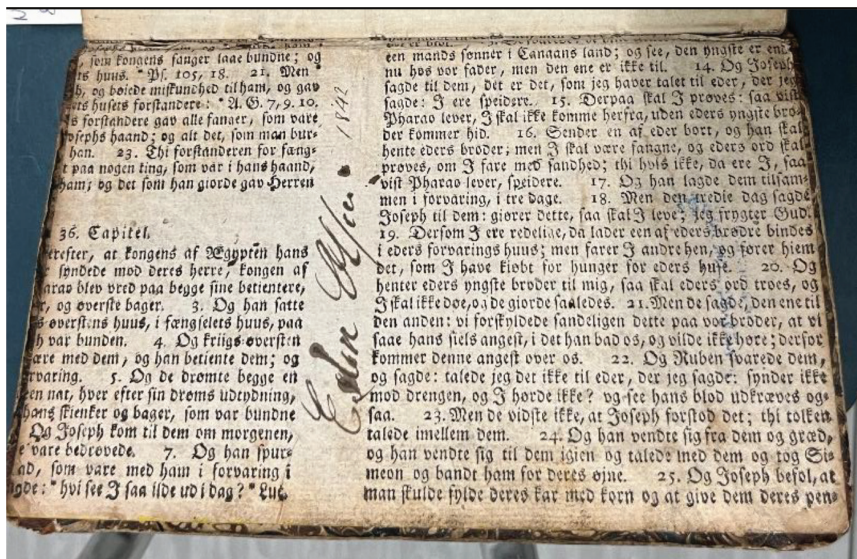 som kongens fanger laae bundne; og
huus. * Ps. 105, 18. 21. Men
og boiede miskundhed til ham, og gav
husets forstandere: * A. G. 7, 9. 10.
forstandere gav alle fanger, som vare
Josephs haand; og alt det, som man
han. 23. Thi forstanderen for
paa nogen ting, som var i hans haand,
ham; og det som han giorde gav Herren
36. Capitel.
at kongens af Ægypten hans
syndede mod deres herre, kongen af
blev vred paa begge sine betientere,
og øverste bager. 3. Og han satte
øverstens huus, i fængselets huus, paa
var bunden. 4. Og kriigs øversten
med dem, og han betiente dem; og
5. Og de drømte begge en
een nat, hver efter sin drøms udtydning,
hans skienker og bager, som var bundne
Og Joseph kom til dem om morgenen,
vare bedrøvede. 7. Og han spur-
som vare med ham i forvaring i
hvi see I saa ilde ud i dag? * Luc.
1842
een mands sønner i Canaans land; og see, den yngste er end
nu hos vor fader, men den ene er ikke til. 14. Og Joseph
sagde til dem, det er det, som jeg haver talet til eder, der jeg
sagde: I ere speidere. 15. Derpaa skal I prøves: saa vist
Pharao lever, I skal ikke komme herfra, uden eders yngste bro-
der kommer hid. 16. Sender en af eder bort, og han skal
hente eders broder; men I skal være fangne, og eders ord skal
prøves, om I fare med sandhed; thi hvis ikke, da ere I, saa
vist Pharao lever, speidere. 17. Og han lagde dem tilsam-
men i forvaring, i tre dage. 18. Men den tredie dag sagde
Joseph til dem: giører dette, saa skal I leve; jeg frygter Gud.
19. Dersom I ere redelige, da lader een af eders brødre bindes
i eders forvarings huus; men farer I andre hen, og fører hiem
det, som I have kiøbt for hunger for eders huse. 20. Og
henter eders yngste broder til mig, saa skal eders ord troes, og
I skal ikke døe, og de giorde saaledes. 21. Men de sagde, den ene til
den anden: vi forskyldede sandeligen dette paa vor broder, at vi
saae hans siels angest, i det han bad os, og vilde ikke høre; derfor
kommer denne angest over os. 22. Og Ruben svarede dem,
og sagde: talede jeg det ikke til eder, der jeg sagde: synder ikke
mod drengen, og I hørde ikke? og see hans blod udkræves og-
saa. 23. Men de vidste ikke, at Joseph forstod det; thi tolken
talede imellem dem. 24. Og han vendte sig fra dem og græd,
og han vendte sig til dem igien og talede med dem og tog Si-
meon og bandt ham for deres øjne. 25. Og Joseph befol, at
man skulde fylde deres kar med korn og at give dem deres pen-